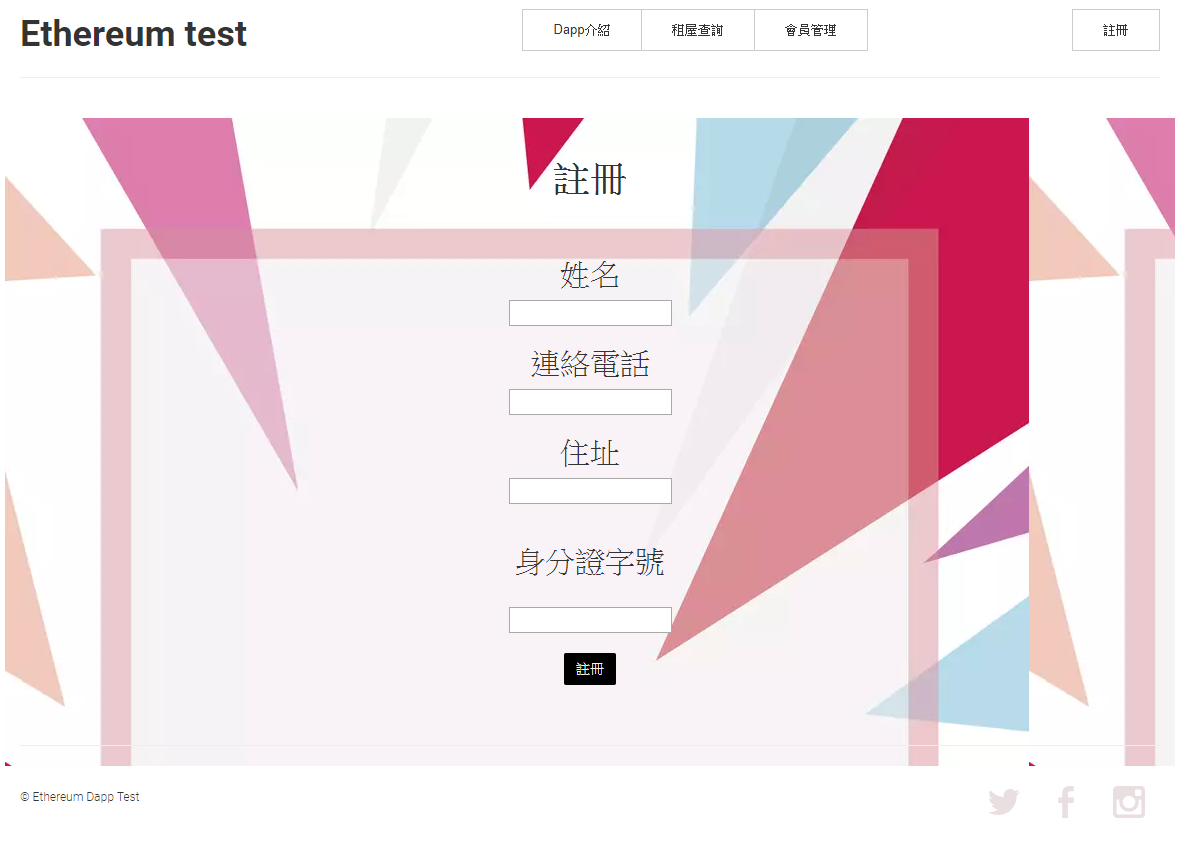 Ethereum test
Dapp介紹
租屋查詢
會員管理
註冊
註冊
姓名
連絡電話
住址
身分證字號
註冊
© Ethereum Dapp Test